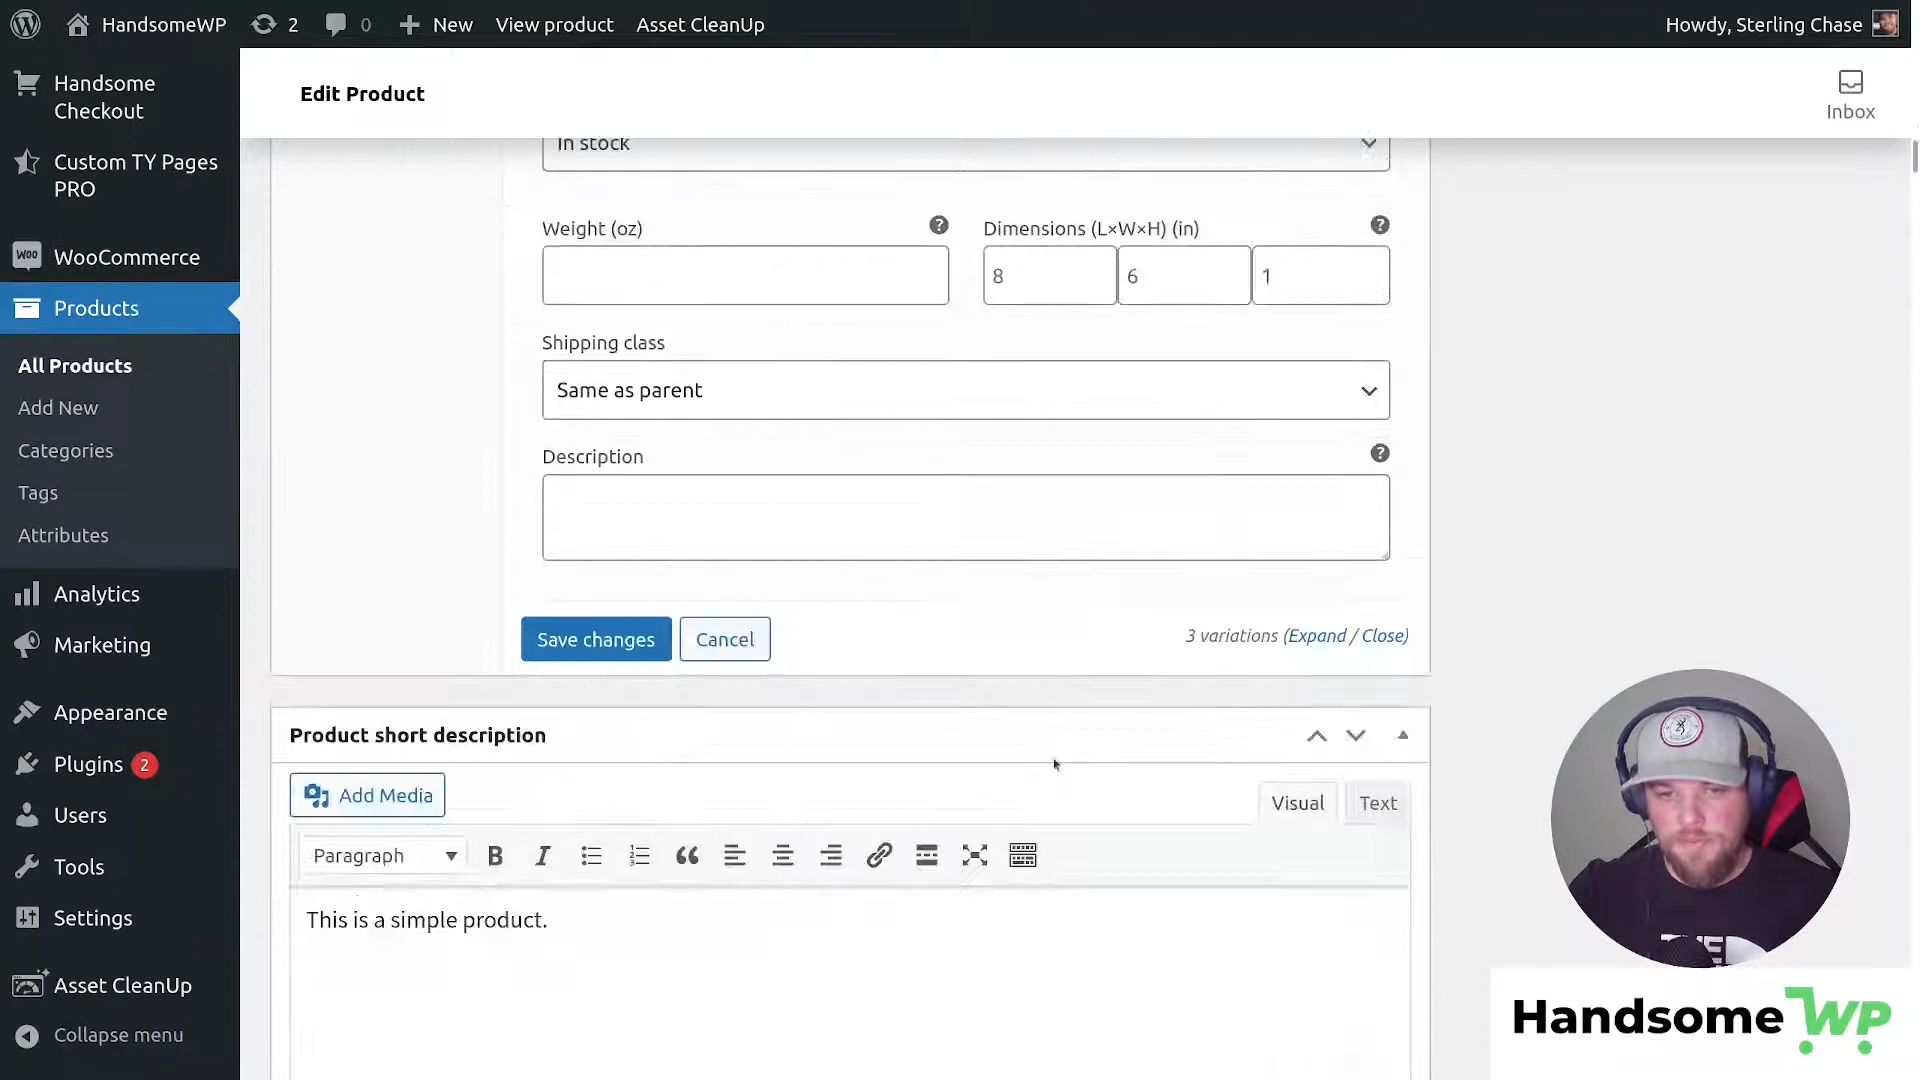 HandsomeWP
2
0
New
View product
Asset CleanUp
Howdy, Sterling Chase
Handsome
Checkout
Custom TY Pages
PRO
WooCommerce
Products
All Products
Add New
Categories
Tags
Attributes
Analytics
Marketing
Appearance
Plugins 2
Users
Tools
Settings
Asset CleanUp
Collapse menu
Edit Product
Inbox
In stock
Weight (oz)
Dimensions (L×W×H) (in)
8
6
1
Shipping class
Same as parent
Description
Save changes
Cancel
3 variations (Expand / Close)
Product short description
Add Media
Visual
Text
Paragraph
This is a simple product.
HandsomeWP